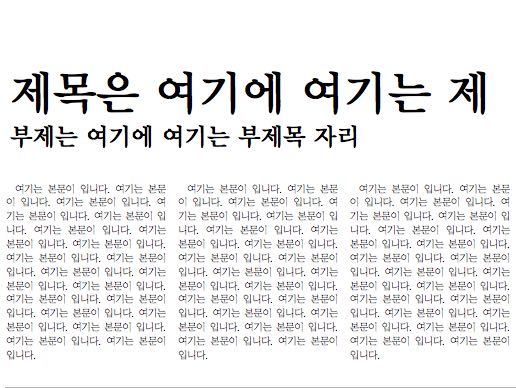 제목은 여기에 여기는 제
부제는 여기에 여기는 부제목 자리
여기는 본문이 입니다. 여기는 본문
이 입니다. 여기는 본문이 입니다. 여
기는 본문이 입니다. 여기는 본문이 입
니다. 여기는 본문이 입니다. 여기는
본문이 입니다. 여기는 본문이 입니다.
여기는 본문이 입니다. 여기는 본문이
입니다. 여기는 본문이 입니다. 여기는
본문이 입니다. 여기는 본문이 입니다.
여기는 본문이 입니다. 여기는 본문이
입니다. 여기는 본문이 입니다. 여기는
본문이 입니다. 여기는 본문이 입니다.
여기는 본문이 입니다. 여기는 본문이
입니다.
여기는 본문이 입니다. 여기는 본문
이 입니다. 여기는 본문이 입니다. 여
기는 본문이 입니다. 여기는 본문이 입
니다. 여기는 본문이 입니다. 여기는
본문이 입니다. 여기는 본문이 입니다.
여기는 본문이 입니다. 여기는 본문이
입니다. 여기는 본문이 입니다. 여기는
본문이 입니다. 여기는 본문이 입니다.
여기는 본문이 입니다. 여기는 본문이
입니다. 여기는 본문이 입니다. 여기는
본문이 입니다. 여기는 본문이 입니다.
여기는 본문이 입니다. 여기는 본문이
입니다.
여기는 본문이 입니다. 여기는 본문
이 입니다. 여기는 본문이 입니다. 여
기는 본문이 입니다. 여기는 본문이 입
니다. 여기는 본문이 입니다. 여기는
본문이 입니다. 여기는 본문이 입니다.
여기는 본문이 입니다. 여기는 본문이
입니다. 여기는 본문이 입니다. 여기는
본문이 입니다. 여기는 본문이 입니다.
여기는 본문이 입니다. 여기는 본문이
입니다. 여기는 본문이 입니다. 여기는
본문이 입니다. 여기는 본문이 입니다.
여기는 본문이 입니다. 여기는 본문이
입니다.